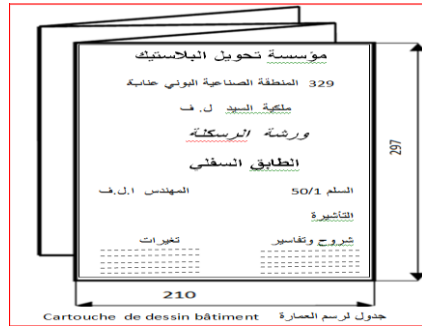 مؤسسة تحويل البلاستيك
329 المنطقة الصناعية البوني عنابة
ملكية السيد ل. ف
ورشة الرسكلة
الطابق السفلي
السلم 50/1 المهندس ا.ل.ف
التاشيرة
شروح وتفاسير تغيرات
297
210
جدول لرسم العمارة Cartouche de dessin bâtiment